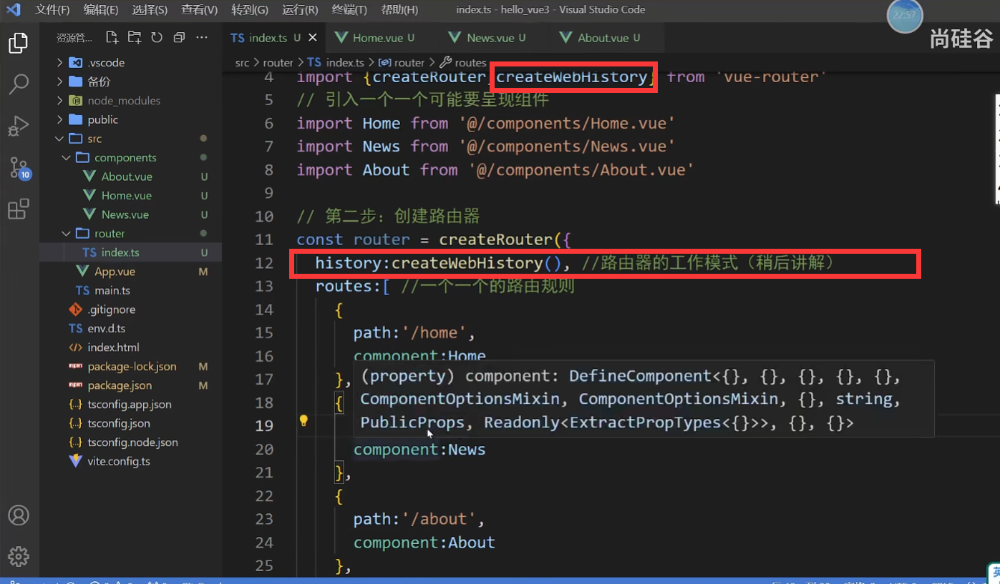 文件(F) 编辑(E) 选择(S) 查看(V) 转到(G) 运行(R) 终端(T) 帮助(H) index.ts - hello_vue3 - Visual Studio Code
22:57
尚硅谷
资源管...
TS index.ts U
Home.vue U
News.vue U
About.vue U
src > router > TS index.ts > router > routes
.vscode
备份
node_modules
public
src
components
About.vue U
Home.vue U
News.vue U
router
TS index.ts U
App.vue M
TS main.ts
.gitignore
TS env.d.ts
index.html
package-lock.json M
package.json M
tsconfig.app.json
tsconfig.json
tsconfig.node.json
vite.config.ts
10
4 import {createRouter,createWebHistory} from 'vue-router'
5 // 引入一个一个可能要呈现组件
6 import Home from '@/components/Home.vue'
7 import News from '@/components/News.vue'
8 import About from '@/components/About.vue'
9
10 // 第二步：创建路由器
11 const router = createRouter({
12 history:createWebHistory(), //路由器的工作模式（稍后讲解）
13 routes:[ //一个一个的路由规则
14 {
15 path:'/home',
16 component:Home
17 },
18 {
19
20 component:News
21 },
22 {
23 path:'/about',
24 component:About
25 },
(property) component: DefineComponent<{}, {}, {}, {}, {},
ComponentOptionsMixin, ComponentOptionsMixin, {}, string,
PublicProps, Readonly<ExtractPropTypes<{}>>, {}, {}>
英